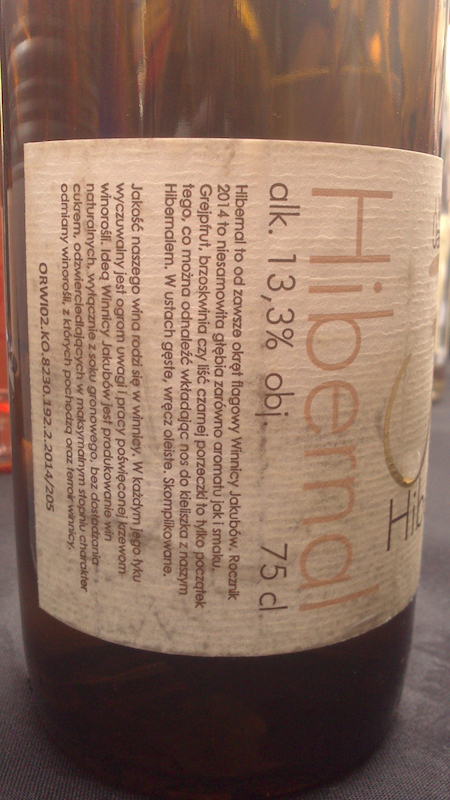 Hibernal
Hib
alk. 13,3% obj. 75 cl
Hibernal to od zawsze okręt flagowy Winnicy Jakubów. Rocznik
2014 to niesamowita głębia zarówno aromatu jak i smaku.
Grejpfrut, brzoskwinia czy liść czarnej porzeczki to tylko początek
tego, co można odnaleźć wkładając nos do kieliszka z naszym
Hibernalem. W ustach gęste, wręcz oleiste. Skomplikowane.
Jakość naszego wina rodzi się w winnicy. W każdym jego łyku
wyczuwalny jest ogrom uwagi i pracy poświęconej krzewom
winorośli. Ideą Winnicy Jakubów jest produkowanie win
naturalnych, wyłącznie z soku gronowego, bez dosładzania
cukrem, odzwierciedlających w maksymalnym stopniu charakter
odmiany winorośli, z których pochodzą oraz terroir winnicy.
ORWI02.KO.8230.192.2.2014/205